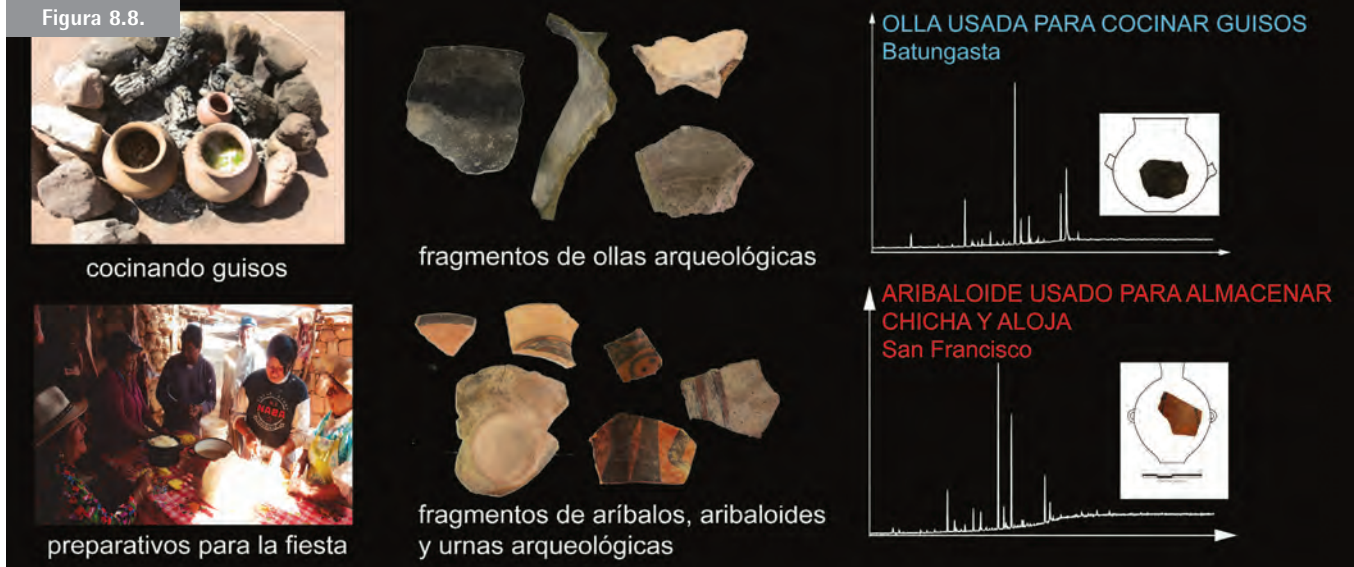 Figura 8.8.
cocinando guisos
fragmentos de ollas arqueológicas
OLLA USADA PARA COCINAR GUISOS
Batungasta
NABA
preparativos para la fiesta
fragmentos de aríbalos, aribaloides
y urnas arqueológicas
ARIBALOIDE USADO PARA ALMACENAR
CHICHA Y ALOJA
San Francisco